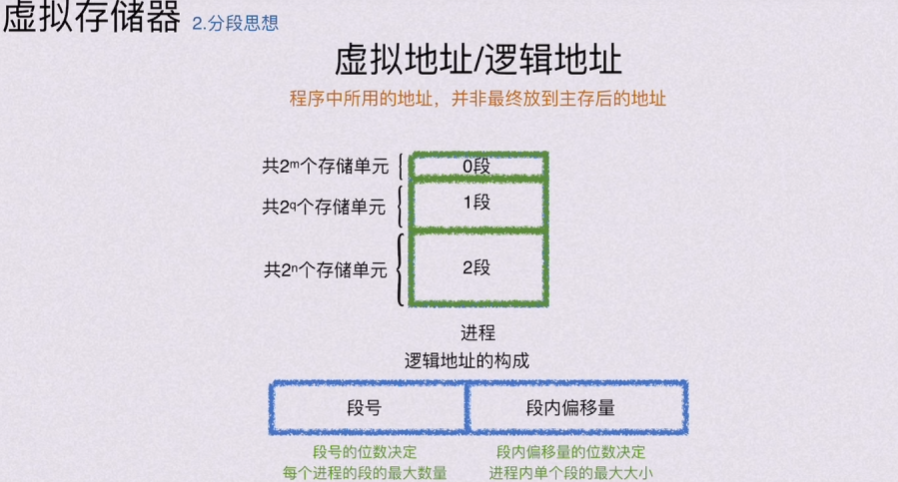 虚拟存储器 2.分段思想
虚拟地址/逻辑地址
程序中所用的地址，并非最终放到主存后的地址
共2ᵐ个存储单元 0段
共2^q个存储单元 1段
共2ⁿ个存储单元 2段
进程
逻辑地址的构成
段号 段内偏移量
段号的位数决定 段内偏移量的位数决定
每个进程的段的最大数量 进程内单个段的最大大小